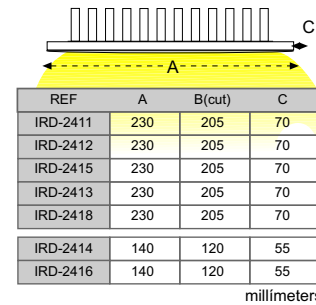 C
A
REF A B(cut) C
IRD-2411 230 205 70
IRD-2412 230 205 70
IRD-2415 230 205 70
IRD-2413 230 205 70
IRD-2418 230 205 70
IRD-2414 140 120 55
IRD-2416 140 120 55
millímeters